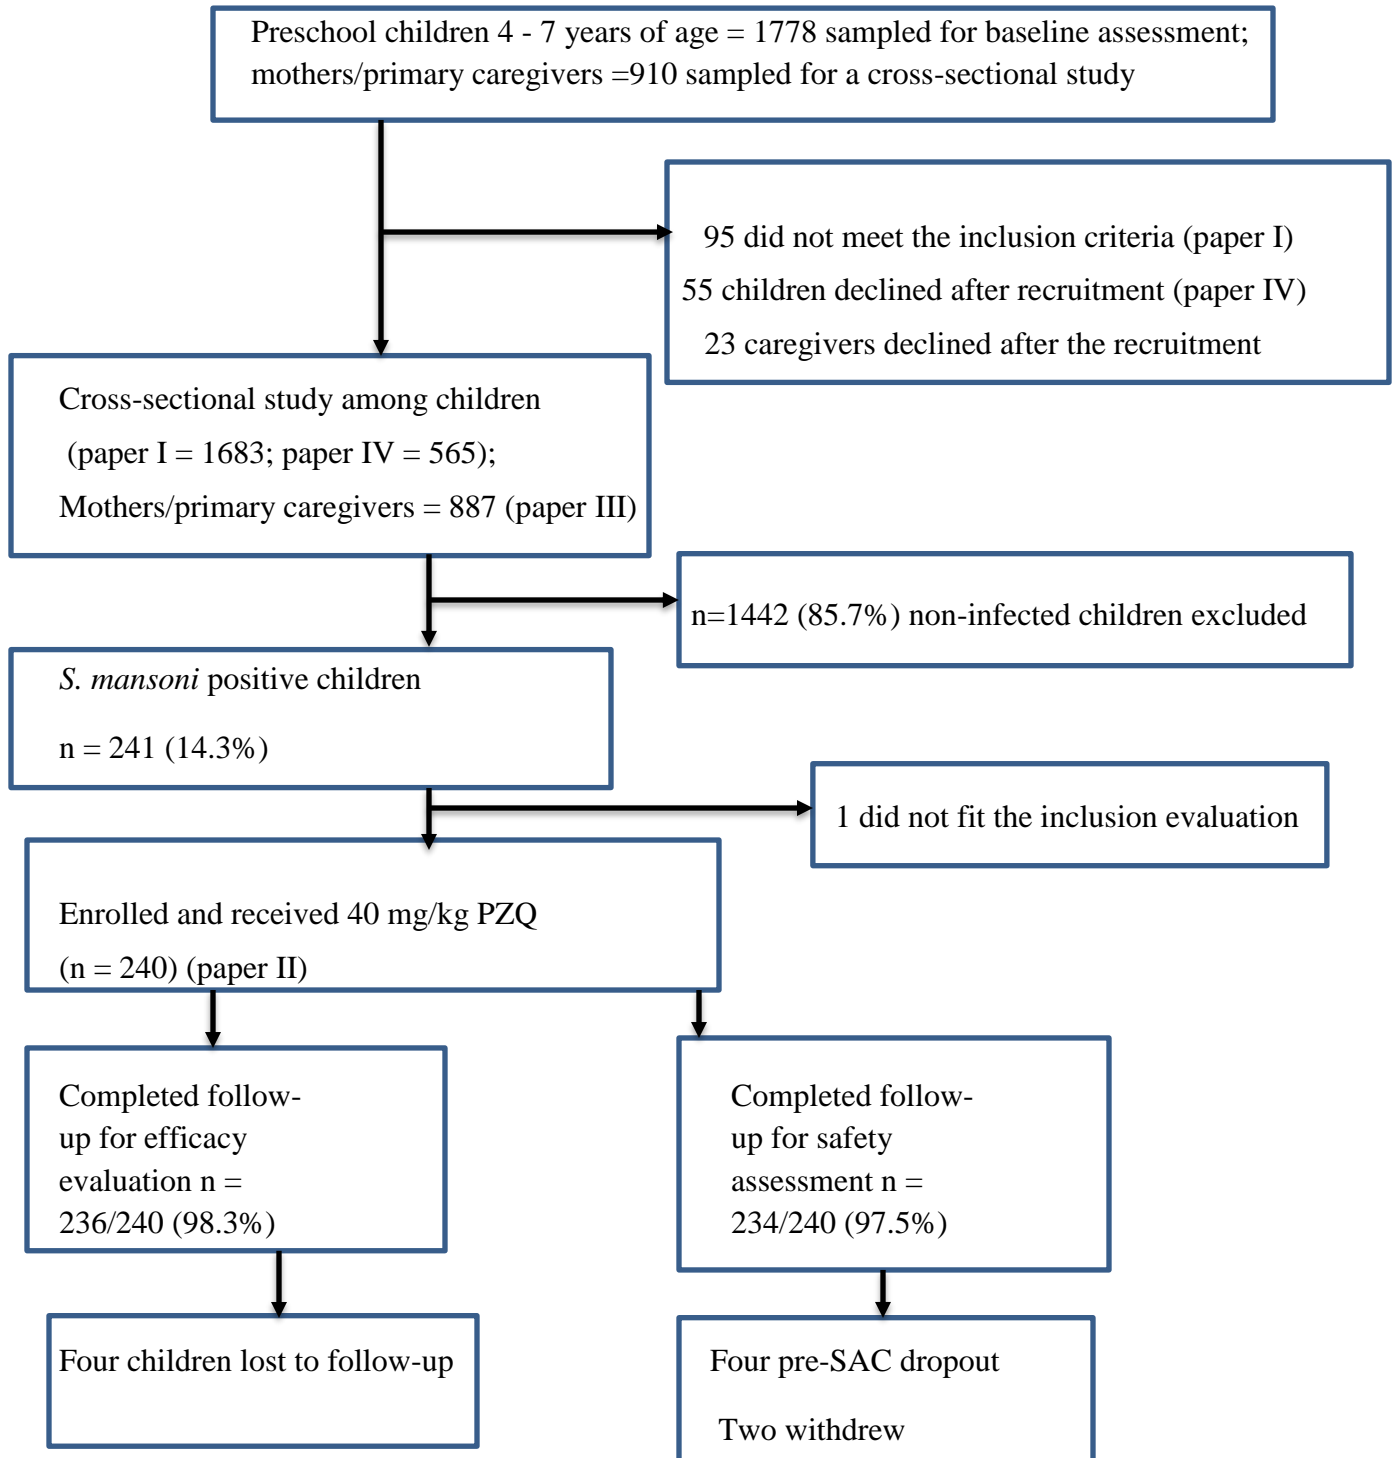 Preschool children 4 - 7 years of age = 1778 sampled for baseline assessment;
mothers/primary caregivers =910 sampled for a cross-sectional study
95 did not meet the inclusion criteria (paper I)
55 children declined after recruitment (paper IV)
23 caregivers declined after the recruitment
Cross-sectional study among children
(paper I = 1683; paper IV = 565);
Mothers/primary caregivers = 887 (paper III)
n=1442 (85.7%) non-infected children excluded
S. mansoni positive children
n = 241 (14.3%)
1 did not fit the inclusion evaluation
Enrolled and received 40 mg/kg PZQ
(n = 240) (paper II)
Completed follow-
up for efficacy
evaluation n =
236/240 (98.3%)
Completed follow-
up for safety
assessment n =
234/240 (97.5%)
Four children lost to follow-up
Four pre-SAC dropout
Two withdrew